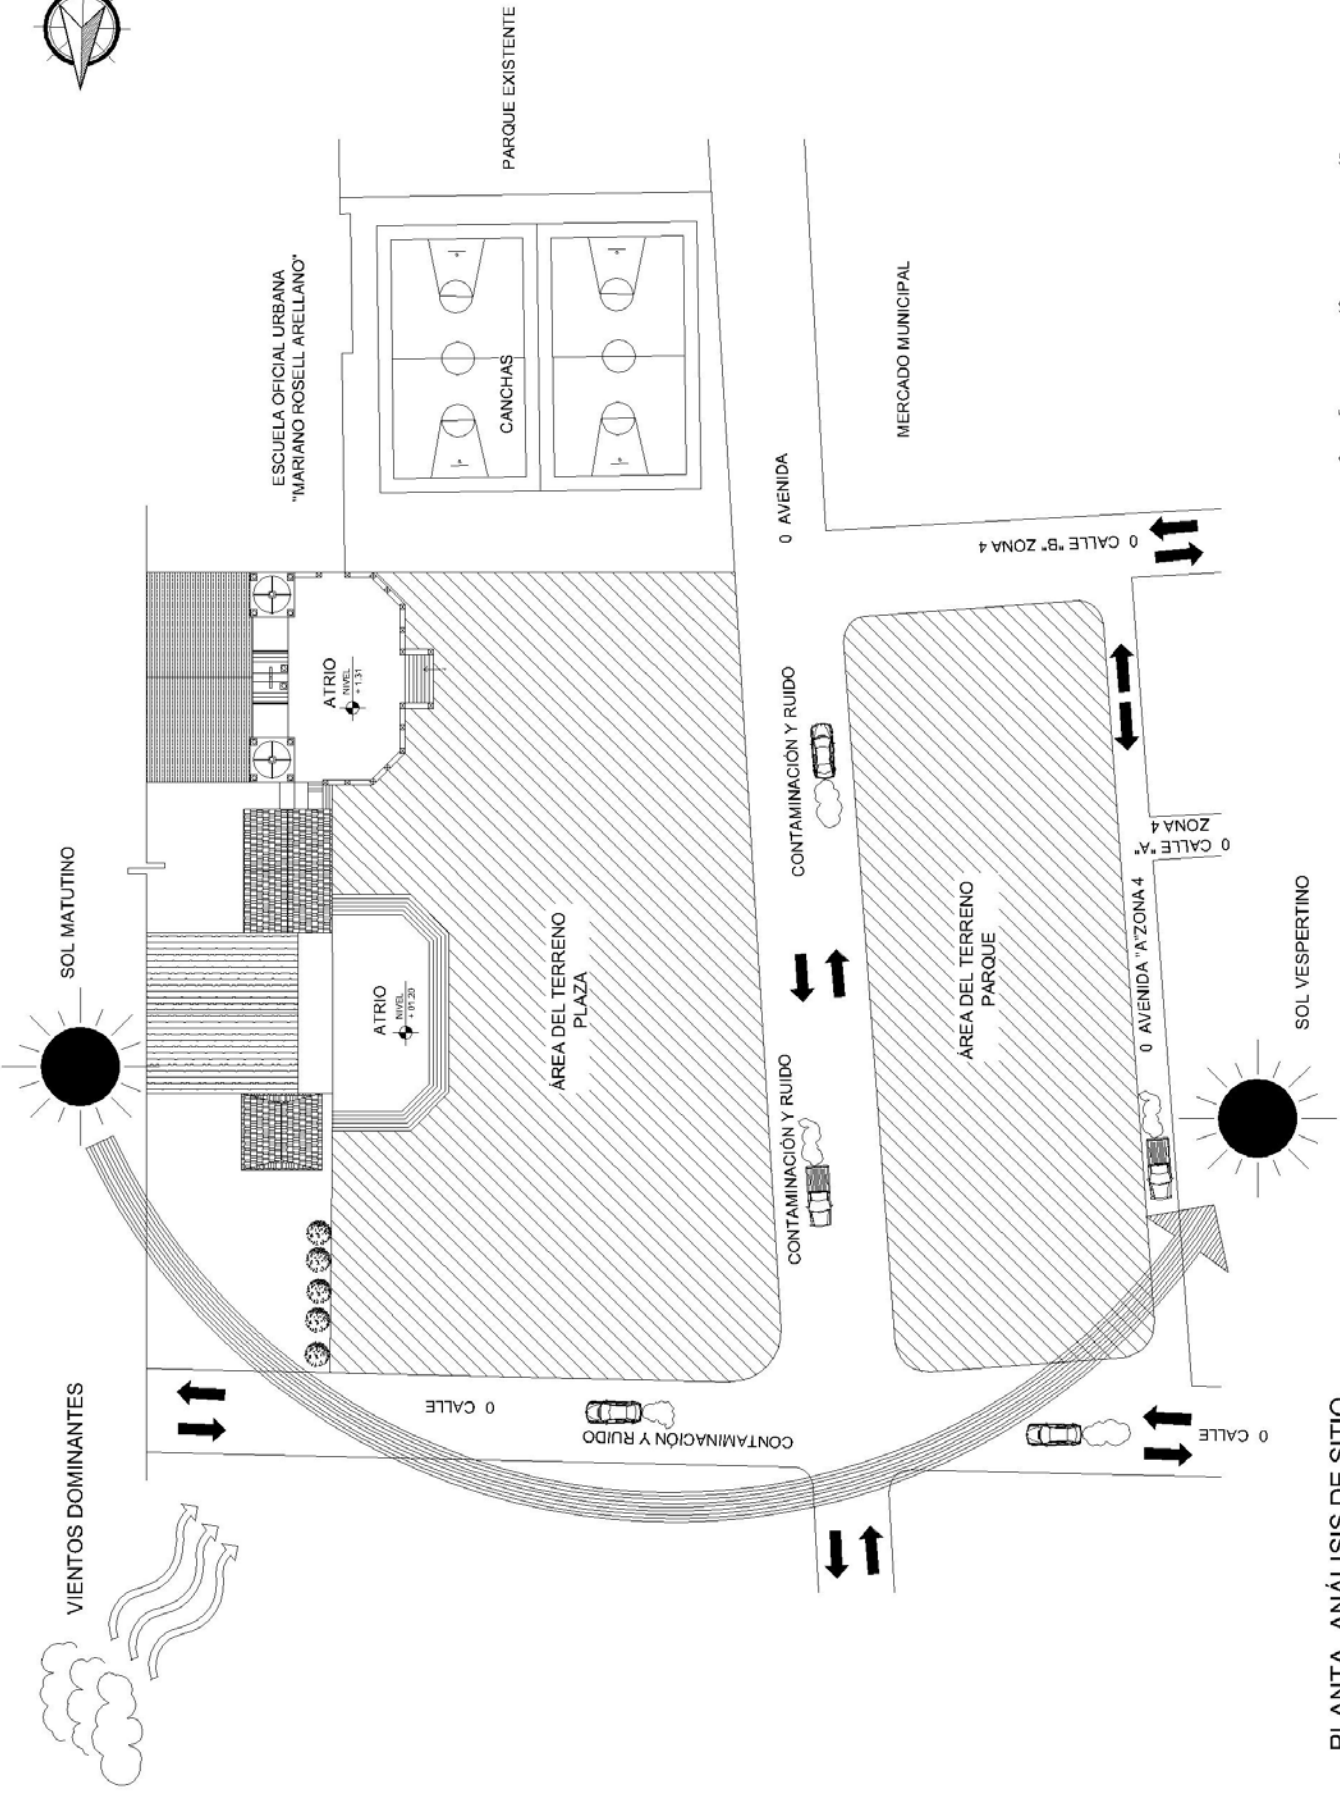 VIENTOS DOMINANTES
SOL MATUTINO
ESCUELA OFICIAL URBANA
"MARIANO ROSELL ARELLANO"
ATRIO
NIVEL
+ 1.31
ATRIO
NIVEL
+ 01.20
0 CALLE
CANCHAS
PARQUE EXISTENTE
ÁREA DEL TERRENO
PLAZA
CONTAMINACIÓN Y RUIDO
CONTAMINACIÓN Y RUIDO
CONTAMINACIÓN Y RUIDO
0 AVENIDA
MERCADO MUNICIPAL
ÁREA DEL TERRENO
PARQUE
0 CALLE "B" ZONA 4
0 AVENIDA "A"ZONA 4
0 CALLE "A"
ZONA 4
0 CALLE
SOL VESPERTINO
PLANTA ANÁLISIS DE SITIO